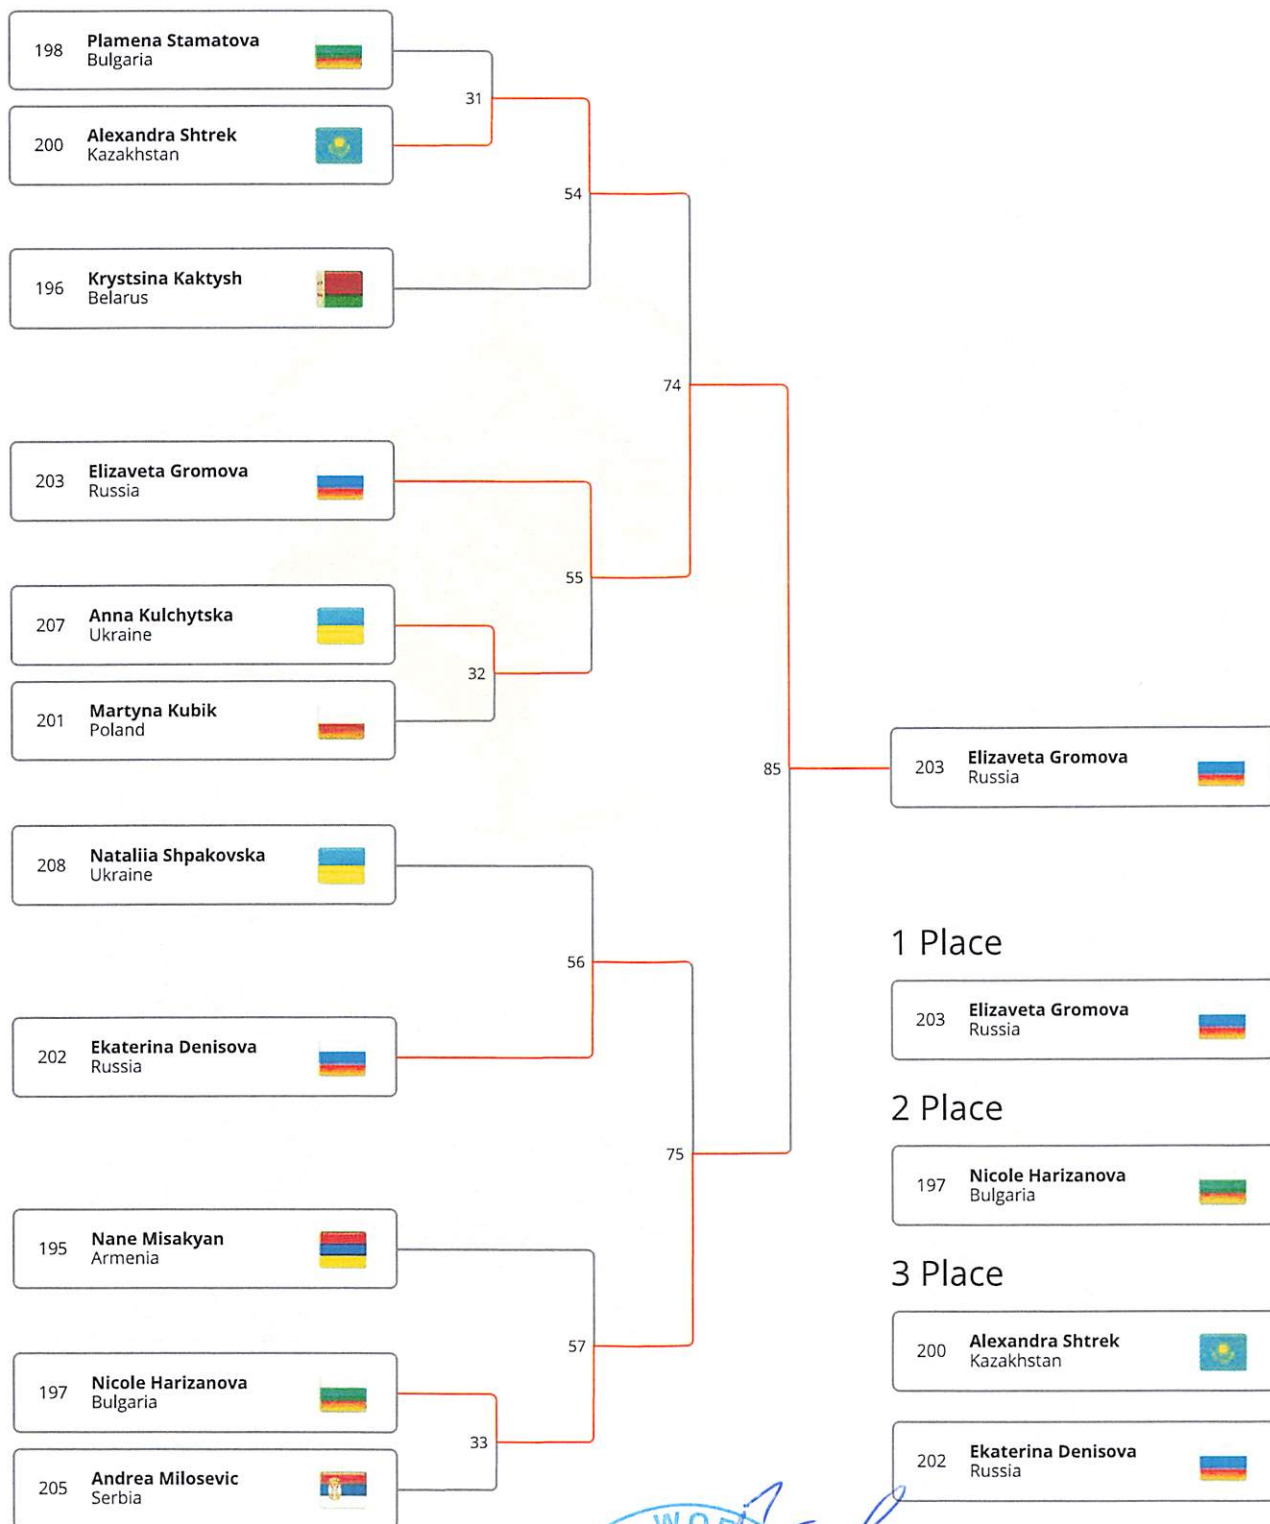 198 Plamena Stamatova
Bulgaria
31
200 Alexandra Shtrek
Kazakhstan
54
196 Krystsina Kaktysh
Belarus
74
203 Elizaveta Gromova
Russia
55
207 Anna Kulchytska
Ukraine
32
201 Martyna Kubik
Poland
85
203 Elizaveta Gromova
Russia
208 Nataliia Shpakovska
Ukraine
56
202 Ekaterina Denisova
Russia
75
195 Nane Misakyan
Armenia
57
197 Nicole Harizanova
Bulgaria
33
205 Andrea Milosevic
Serbia
1 Place
203 Elizaveta Gromova
Russia
2 Place
197 Nicole Harizanova
Bulgaria
3 Place
200 Alexandra Shtrek
Kazakhstan
202 Ekaterina Denisova
Russia